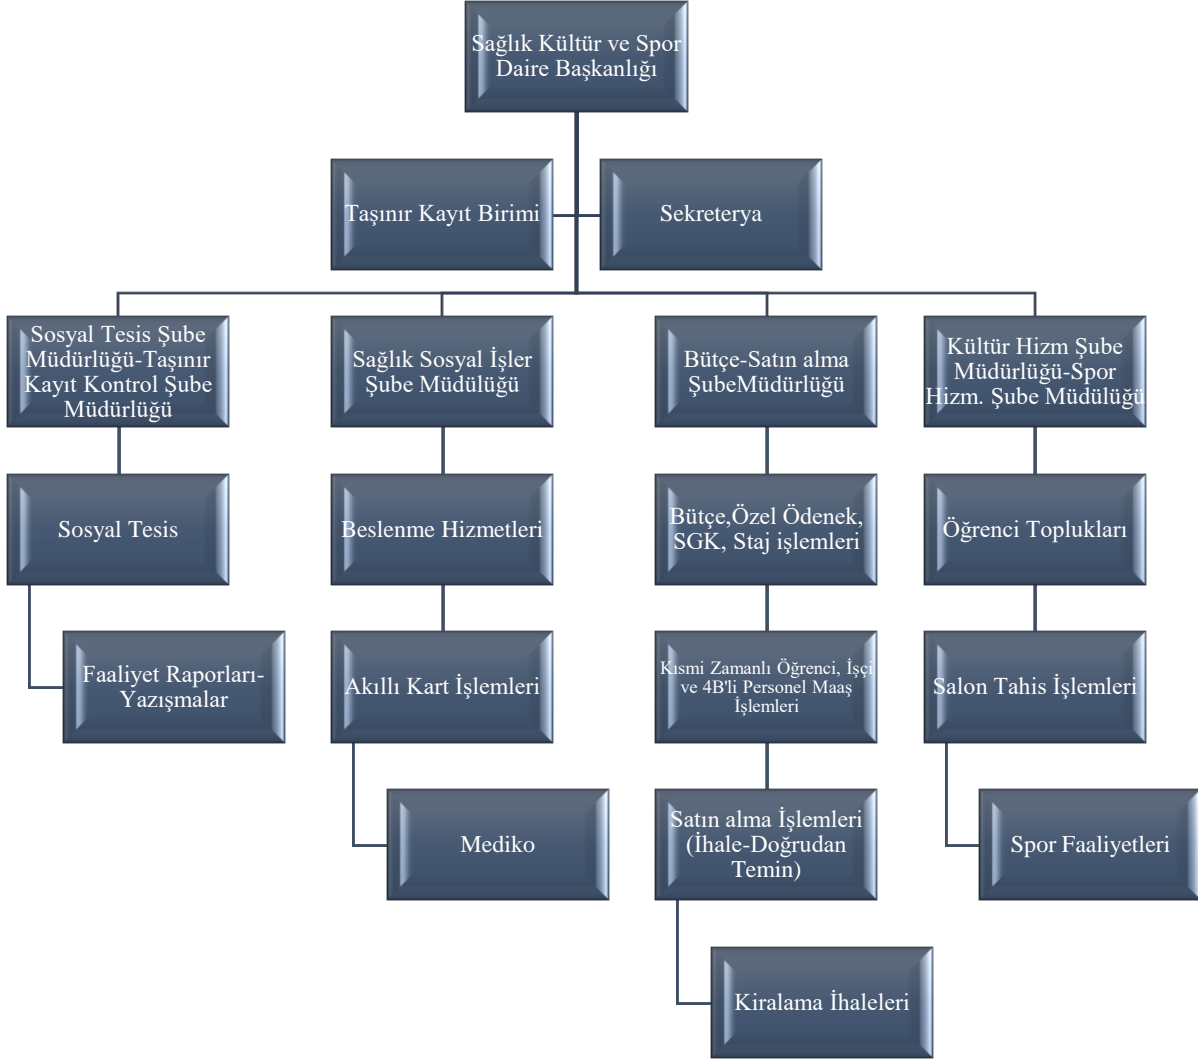 Sağlık Kültür ve Spor
Daire Başkanlığı
Taşınır Kayıt Birimi
Sekreterya
Sosyal Tesis Şube
Müdürlüğü-Taşınır
Kayıt Kontrol Şube
Müdürlüğü
Sağlık Sosyal İşler
Şube Müdülüğü
Bütçe-Satın alma
ŞubeMüdürlüğü
Kültür Hizm Şube
Müdürlüğü-Spor
Hizm. Şube Müdülüğü
Sosyal Tesis
Beslenme Hizmetleri
Bütçe,Özel Ödenek,
SGK, Staj işlemleri
Öğrenci Toplukları
Faaliyet Raporları-
Yazışmalar
Akıllı Kart İşlemleri
Kısmi Zamanlı Öğrenci, İşçi
ve 4B'li Personel Maaş
İşlemleri
Salon Tahis İşlemleri
Mediko
Satın alma İşlemleri
(İhale-Doğrudan
Temin)
Spor Faaliyetleri
Kiralama İhaleleri